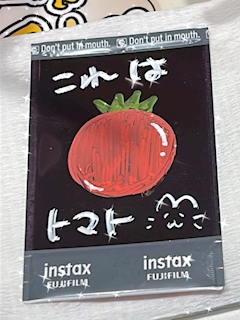 Don't put in mouth. Don't put in mouth.
これは
トマト
instax instax
FUJIFILM FUJIFILM